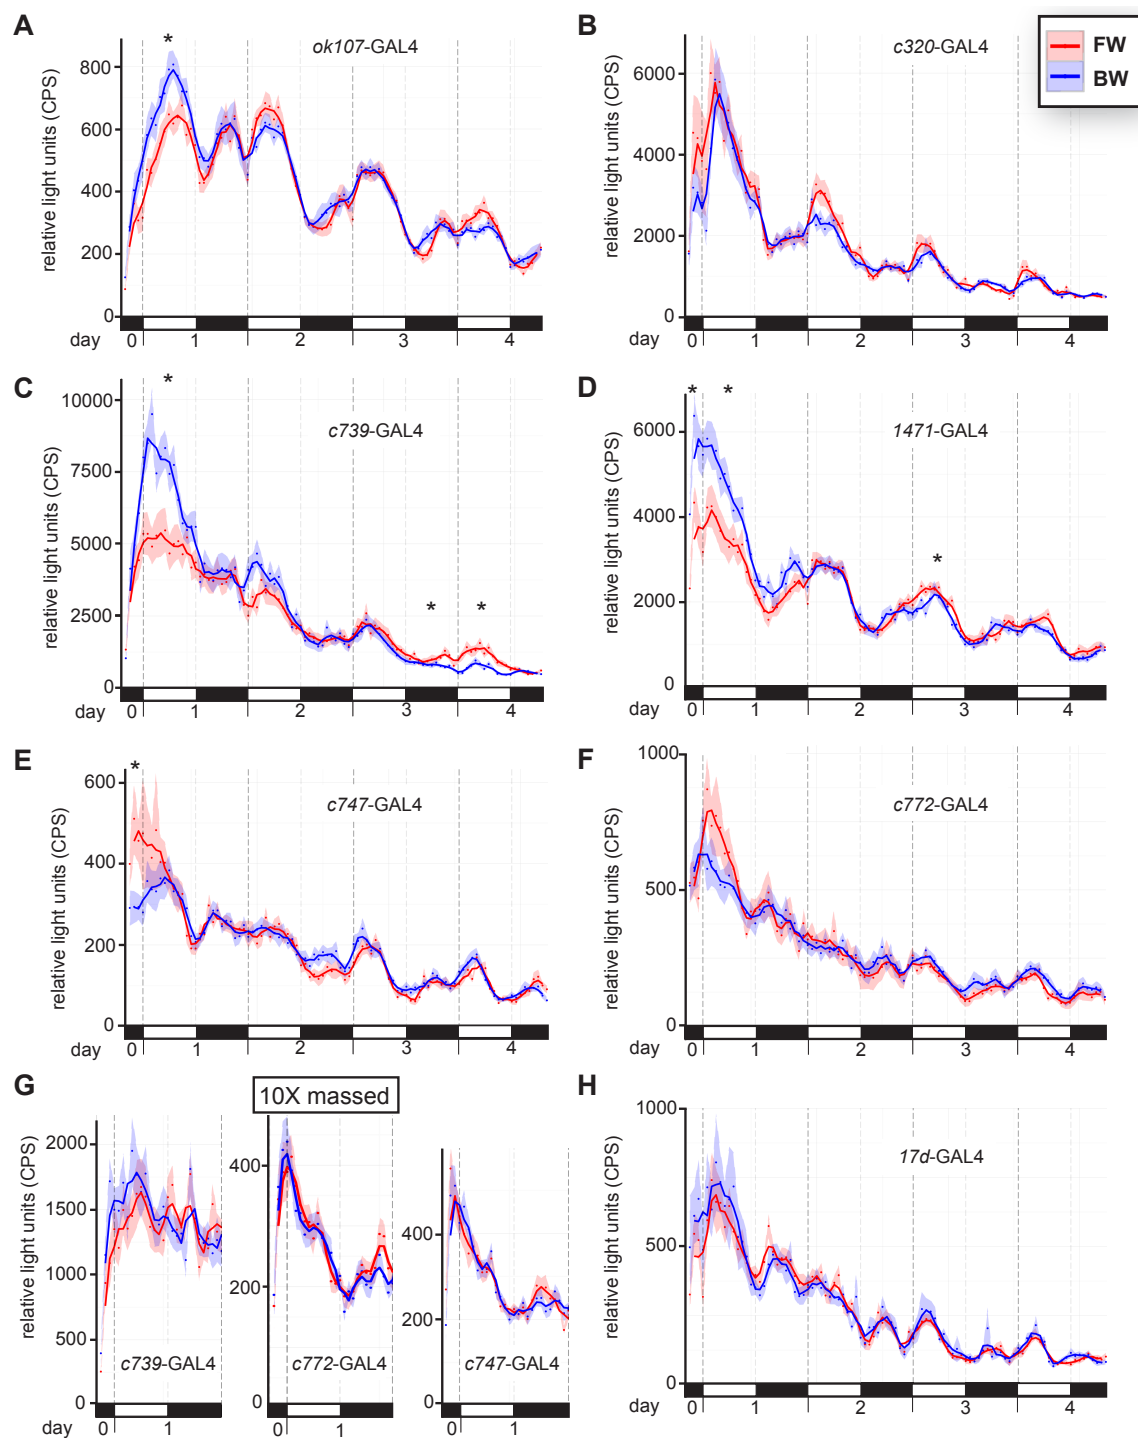 A
*
ok107-GAL4
relative light units (CPS)
800
600
400
200
0
day
1
2
3
4
B
c320-GAL4
FW
BW
relative light units (CPS)
6000
4000
2000
0
0
1
2
3
4
C
*
c739-GAL4
relative light units (CPS)
10000
7500
5000
2500
0
* *
day
0
1
2
3
4
D
* *
1471-GAL4
relative light units (CPS)
6000
4000
2000
0
*
0
1
2
3
4
E
*
c747-GAL4
relative light units (CPS)
600
400
200
0
day
0
1
2
3
4
F
c772-GAL4
relative light units (CPS)
1000
500
0
0
1
2
3
4
G
10X massed
relative light units (CPS)
2000
1500
1000
500
0
c739-GAL4
day
0
1
400
200
0
c772-GAL4
0
1
400
200
0
c747-GAL4
0
1
H
17d-GAL4
relative light units (CPS)
1000
500
0
0
1
2
3
4